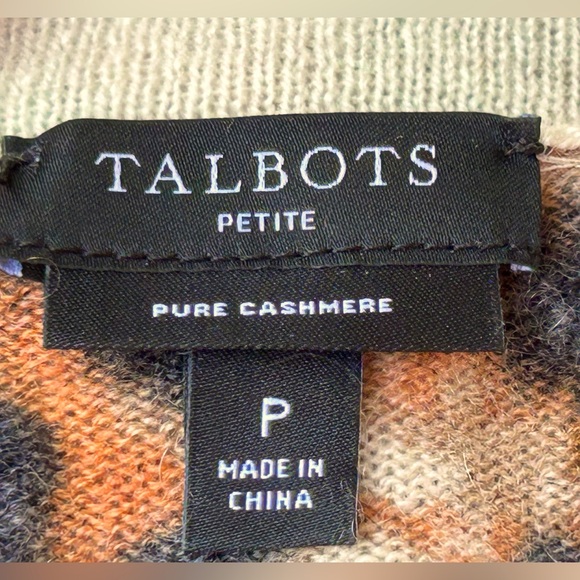 TALBOTS
PETITE
PURE CASHMERE
P
MADE IN
CHINA